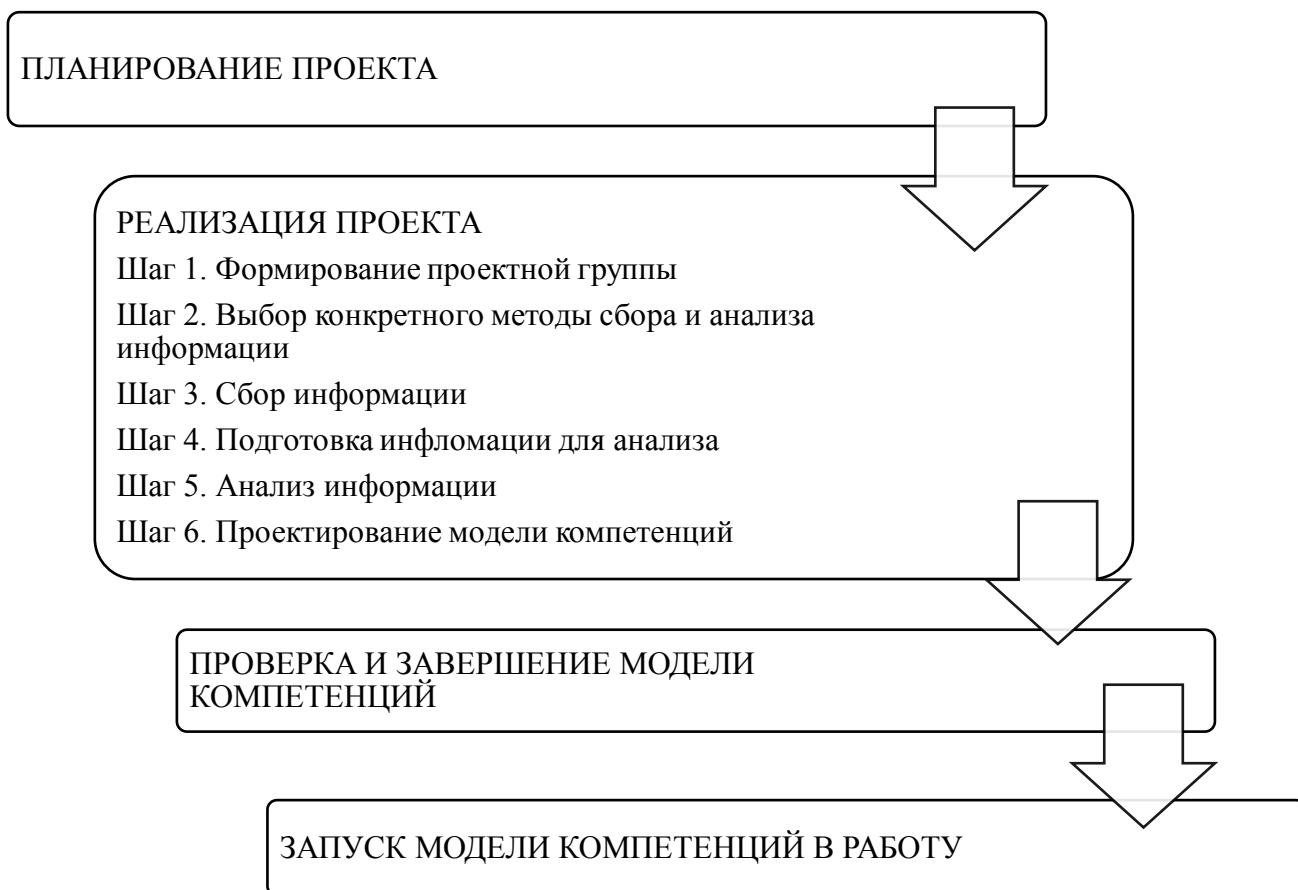 ПЛАНИРОВАНИЕ ПРОЕКТА
РЕАЛИЗАЦИЯ ПРОЕКТА
Шаг 1. Формирование проектной группы
Шаг 2. Выбор конкретного методы сбора и анализа
информации
Шаг 3. Сбор информации
Шаг 4. Подготовка инфломации для анализа
Шаг 5. Анализ информации
Шаг 6. Проектирование модели компетенций
ПРОВЕРКА И ЗАВЕРШЕНИЕ МОДЕЛИ
КОМПЕТЕНЦИЙ
ЗАПУСК МОДЕЛИ КОМПЕТЕНЦИЙ В РАБОТУ